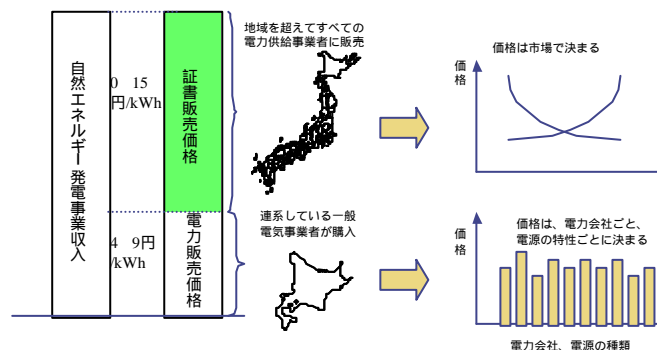 自然エネルギー発電事業収入
0　15
円/kWh
4　9円
/kWh
証書販売価格
電力販売価格
地域を超えてすべての
電力供給事業者に販売
連系している一般
電気事業者が購入
価格は市場で決まる
価格
価格は、電力会社ごと、
電源の特性ごとに決まる
価格
電力会社、電源の種類